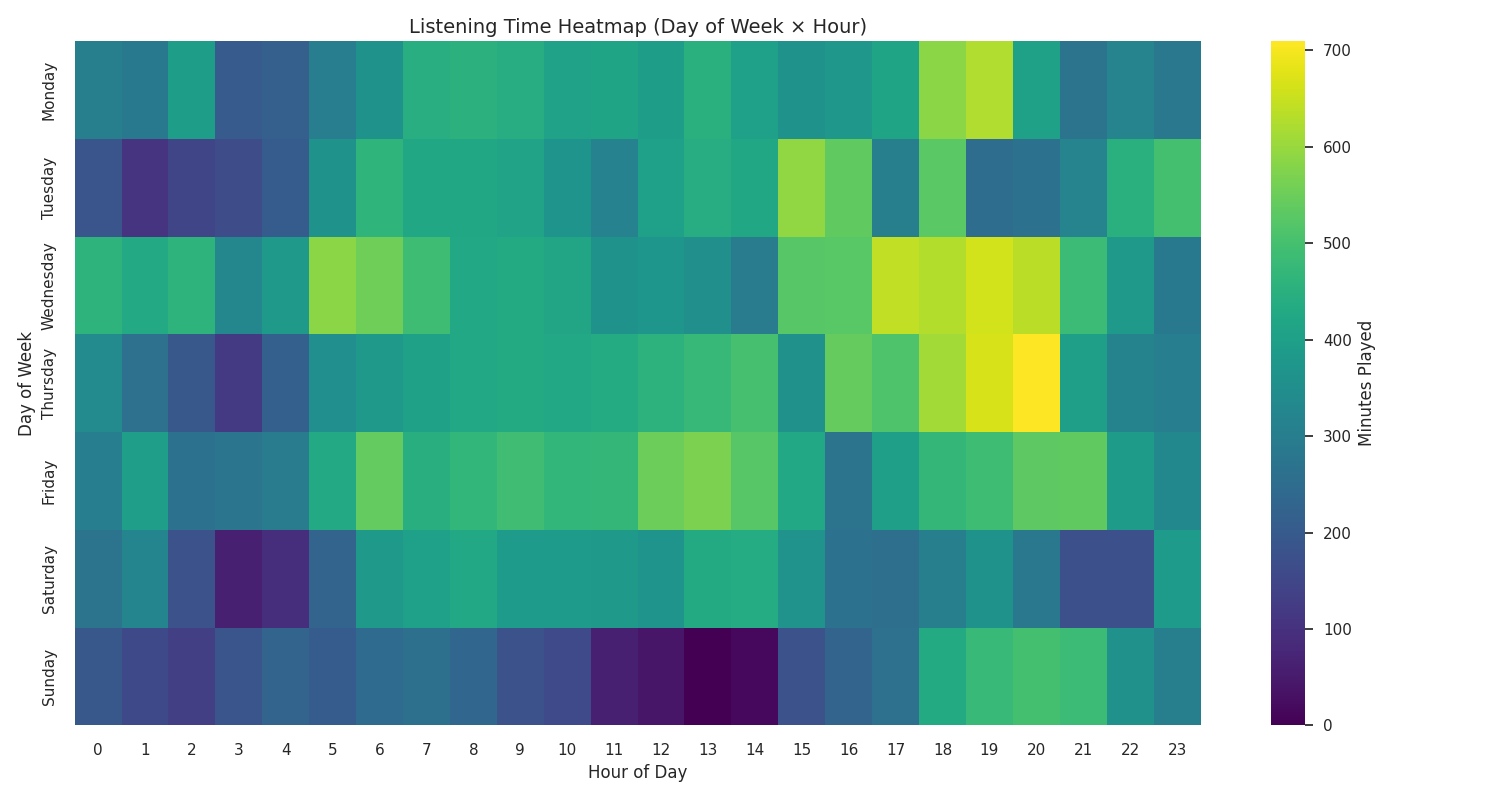 Listening Time Heatmap (Day of Week × Hour)
Day of Week
Monday
Tuesday
Wednesday
Thursday
Friday
Saturday
Sunday
0 1 2 3 4 5 6 7 8 9 10 11 12 13 14 15 16 17 18 19 20 21 22 23
Hour of Day
700
600
500
400
300
200
100
0
Minutes Played